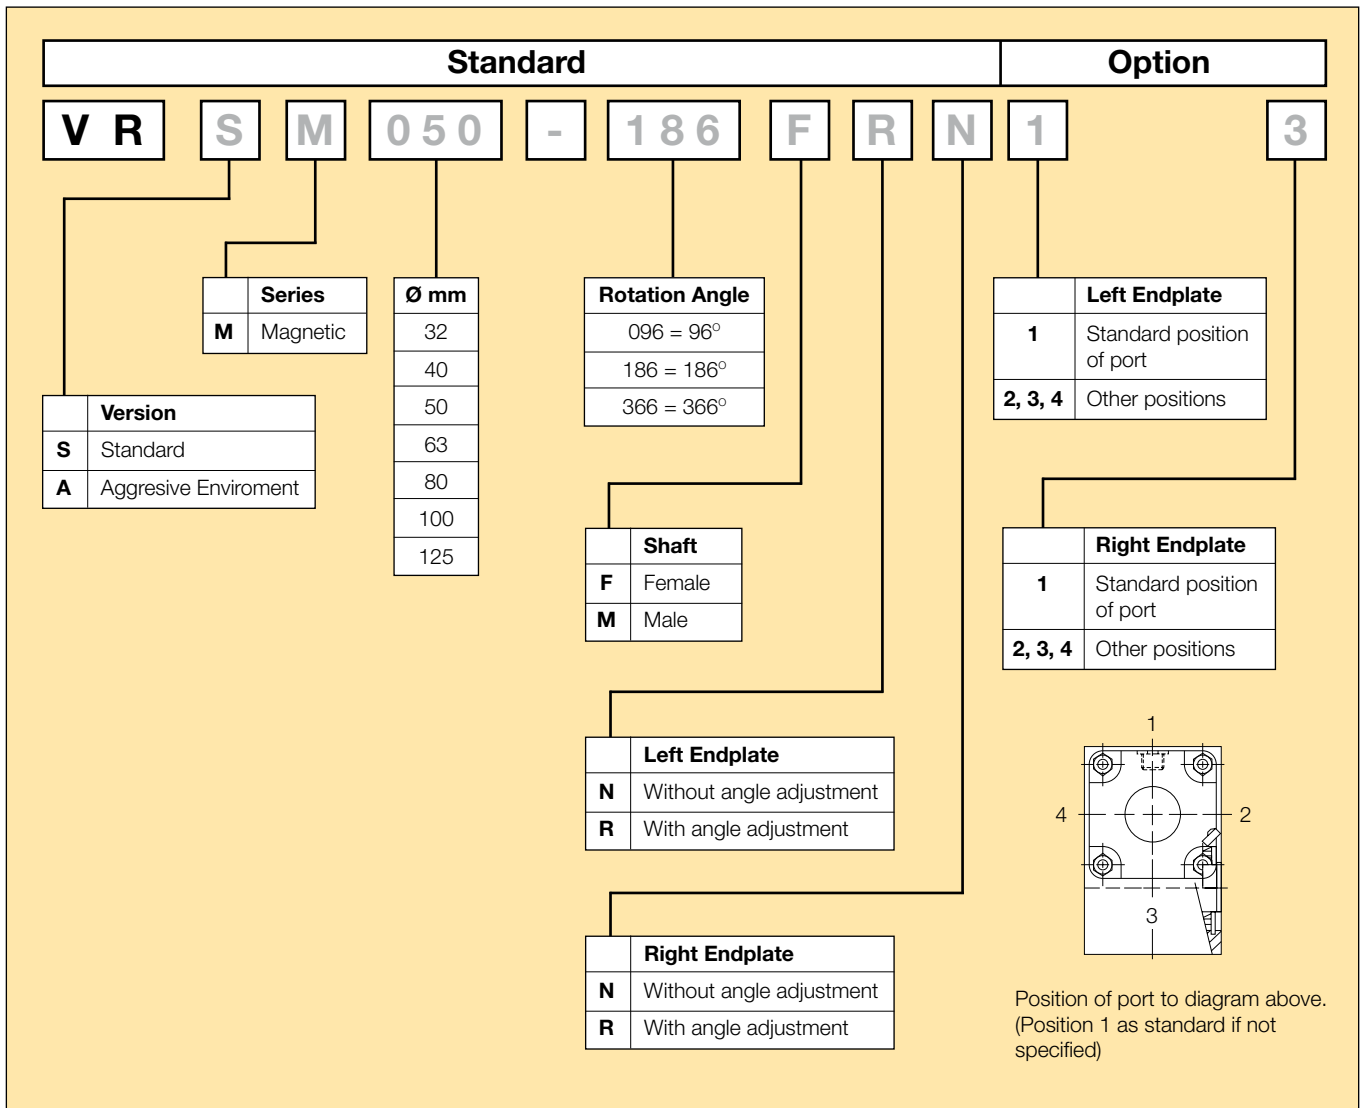 Standard Option
V R S M 0 5 0 - 1 8 6 F R N 1 3
Series
M Magnetic
Ø mm
32
40
50
63
80
100
125
Rotation Angle
096 = 96°
186 = 186°
366 = 366°
Left Endplate
1 Standard position
of port
2, 3, 4 Other positions
Version
S Standard
A Aggresive Enviroment
Shaft
F Female
M Male
Right Endplate
1 Standard position
of port
2, 3, 4 Other positions
Left Endplate
N Without angle adjustment
R With angle adjustment
Right Endplate
N Without angle adjustment
R With angle adjustment
1
4 2
3
Position of port to diagram above.
(Position 1 as standard if not
specified)